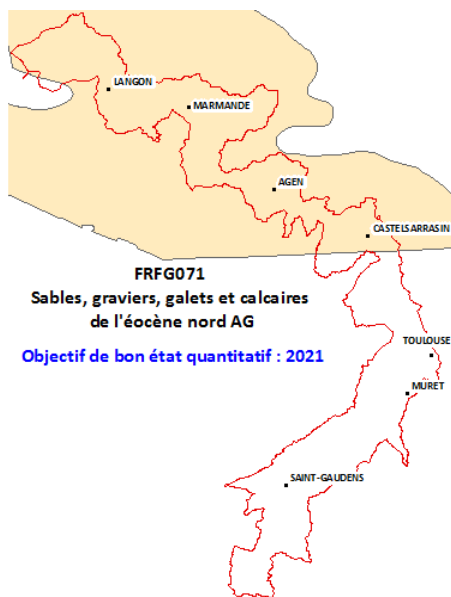 LANGON
MARMANDE
AGEN
CASTELSARRASIN
FRFG071
Sables, graviers, galets et calcaires
de l'éocène nord AG
Objectif de bon état quantitatif : 2021
TOULOUSE
MURET
SAINT-GAUDENS